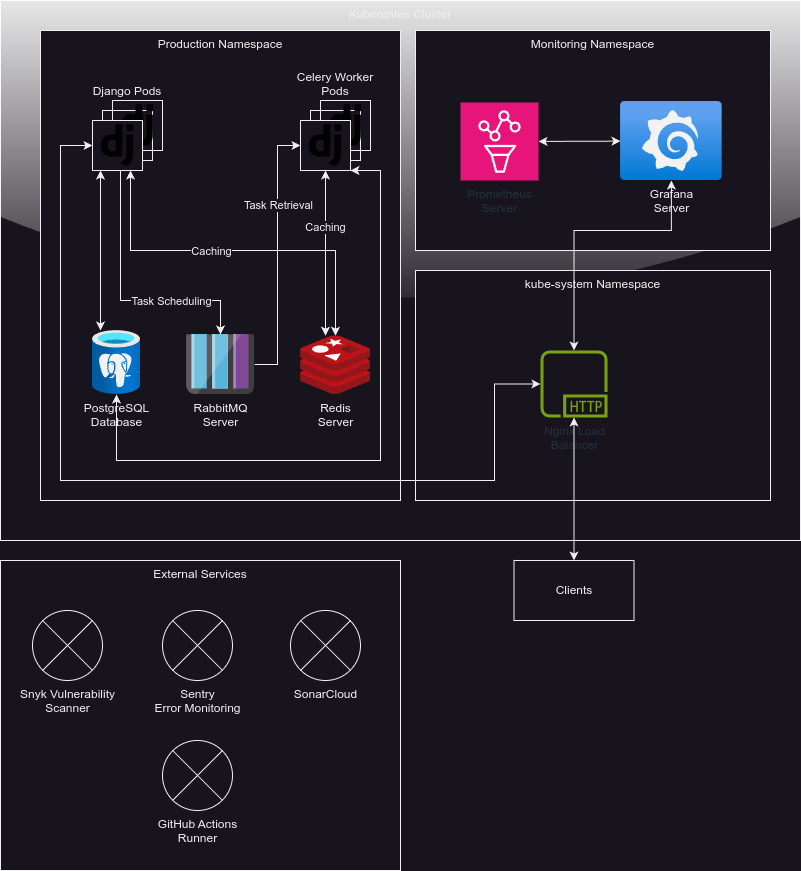 Kuberentes Cluster
Production Namespace
Monitoring Namespace
Django Pods
Celery Worker
Pods
dj
dj
Prometheus
Server
Grafana
Server
Task Retrieval
Caching
Caching
kube-system Namespace
Task Scheduling
PostgreSQL
Database
RabbitMQ
Server
Redis
Server
HTTP
Nginx Load
Balancer
External Services
Clients
Snyk Vulnerability
Scanner
Sentry
Error Monitoring
SonarCloud
GitHub Actions
Runner